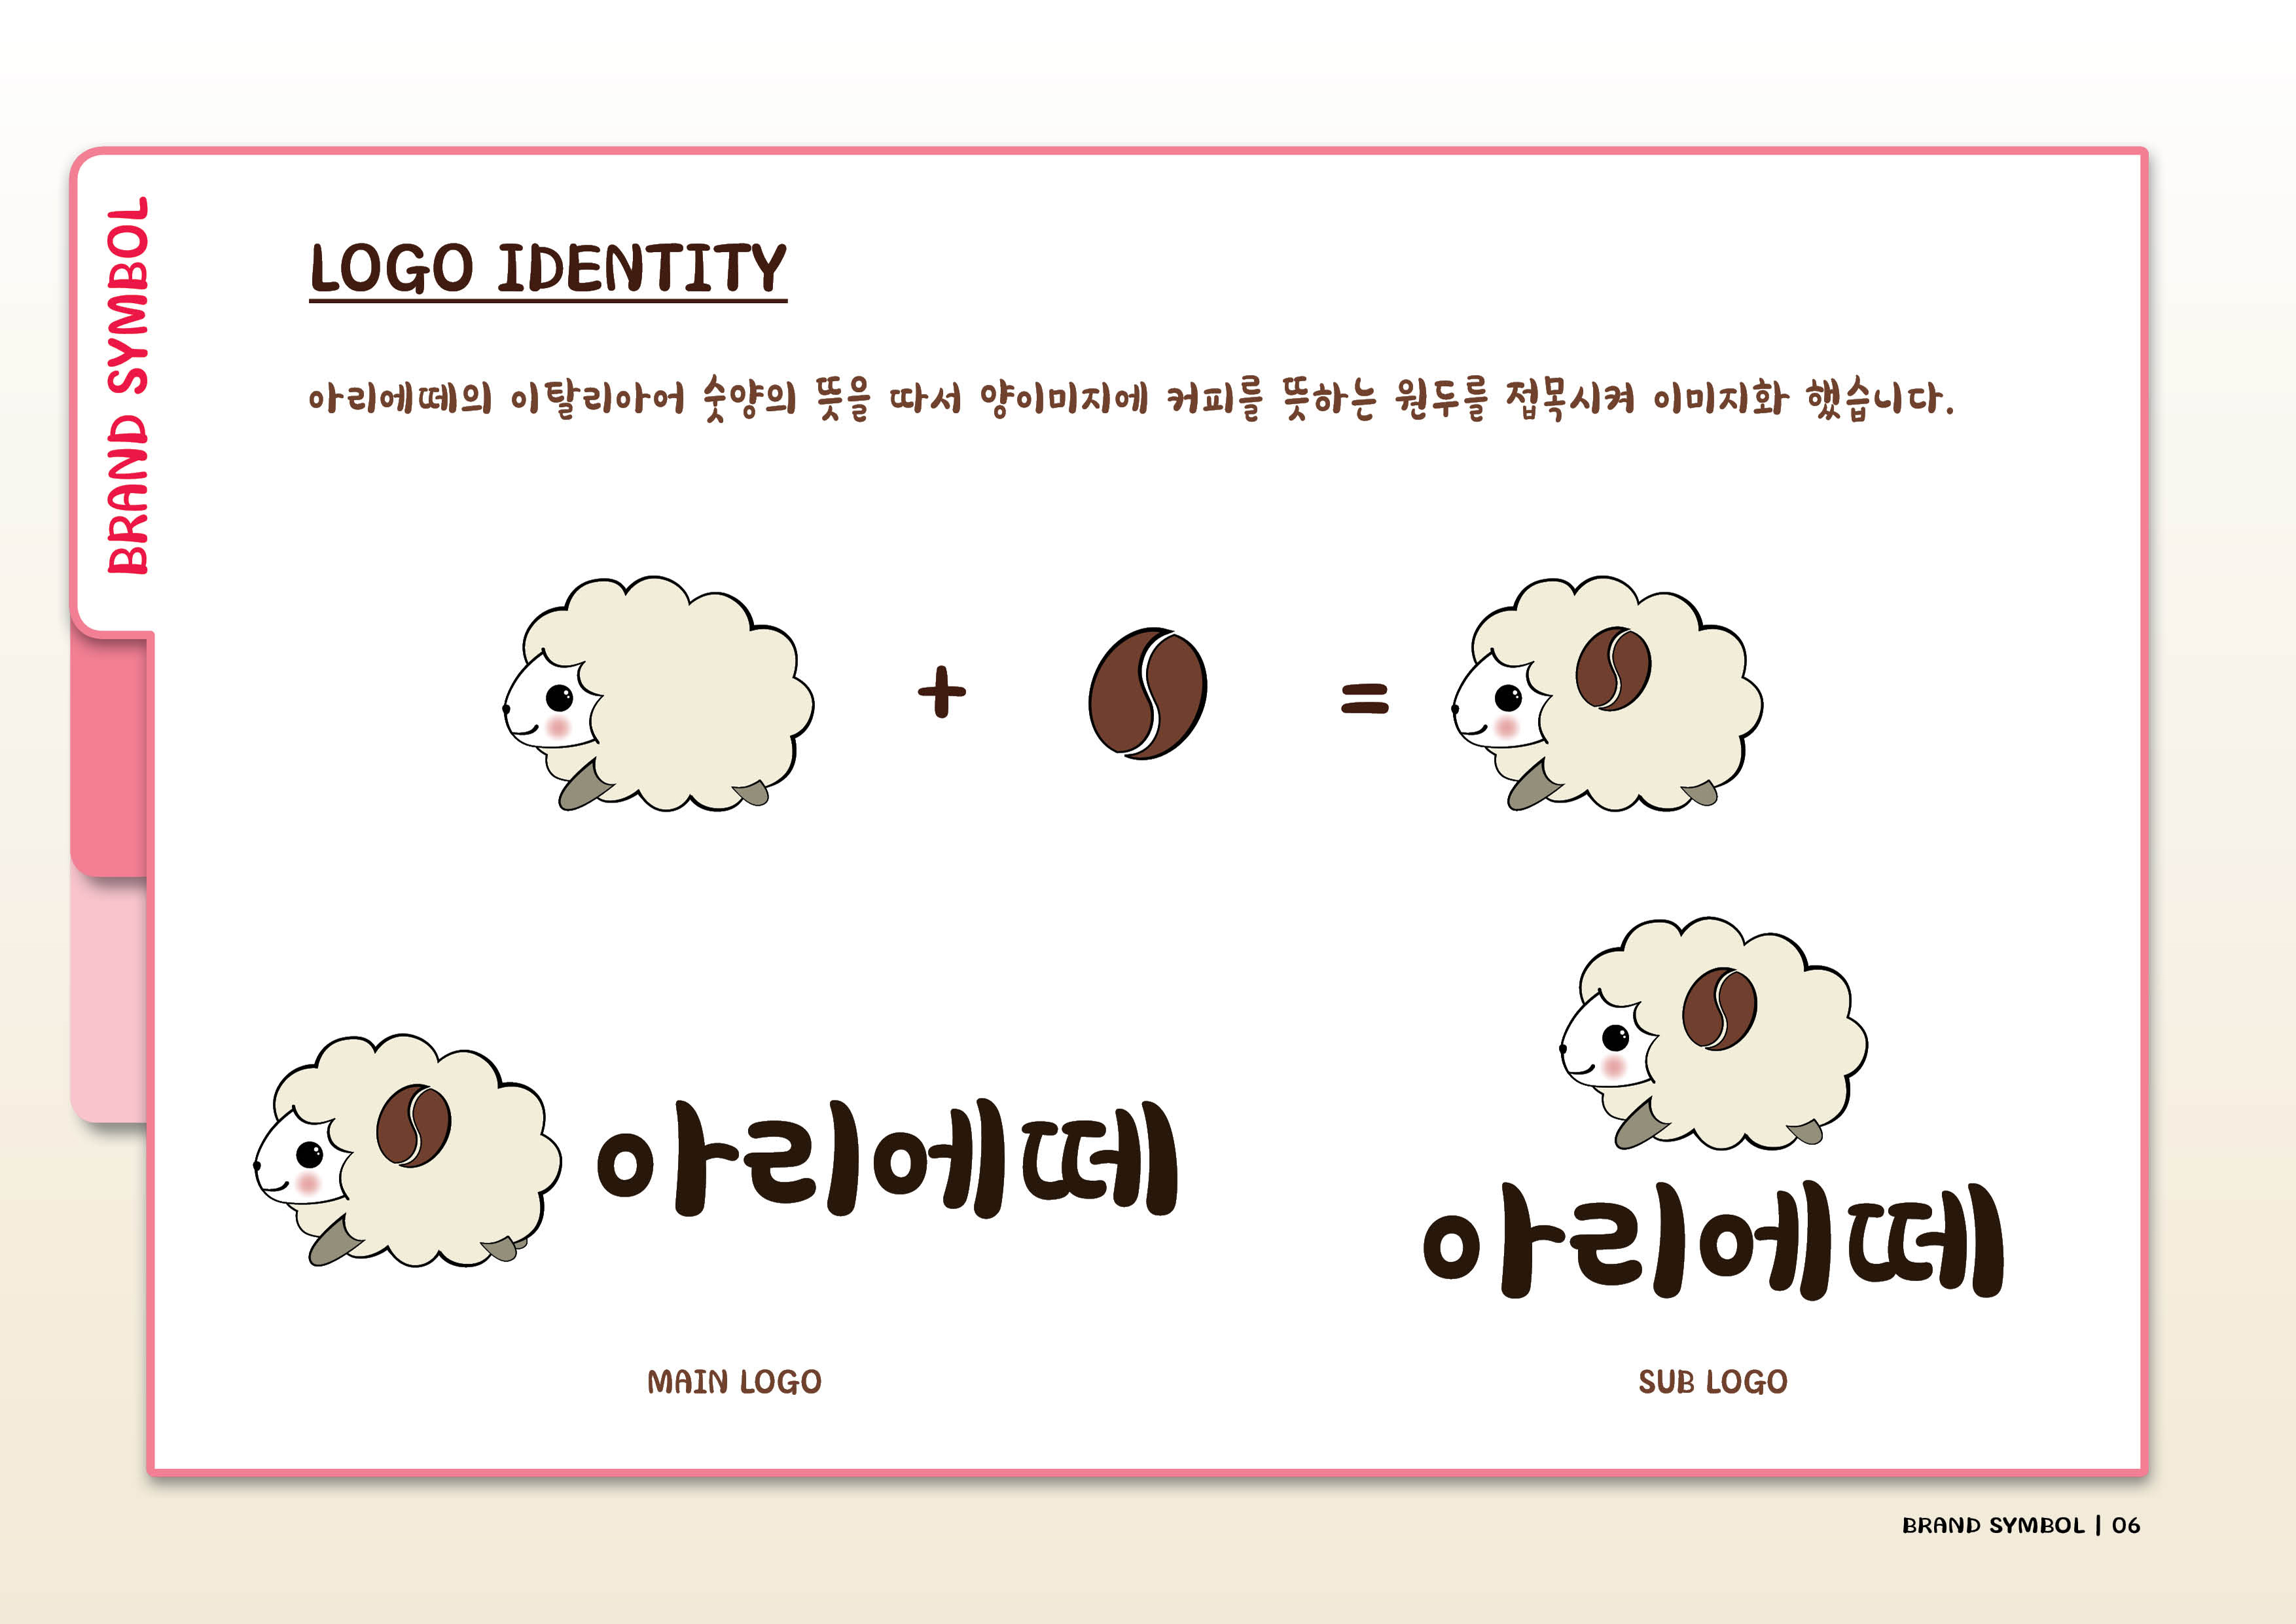 BRAND SYMBOL
LOGO IDENTITY
아리에떼의 이탈리아어 숫양의 뜻을 따서 양이미지에 커피를 뜻하는 원두를 접목시켜 이미지화 했습니다.
+
=
아리에떼
아리에떼
MAIN LOGO
SUB LOGO
BRAND SYMBOL | 06